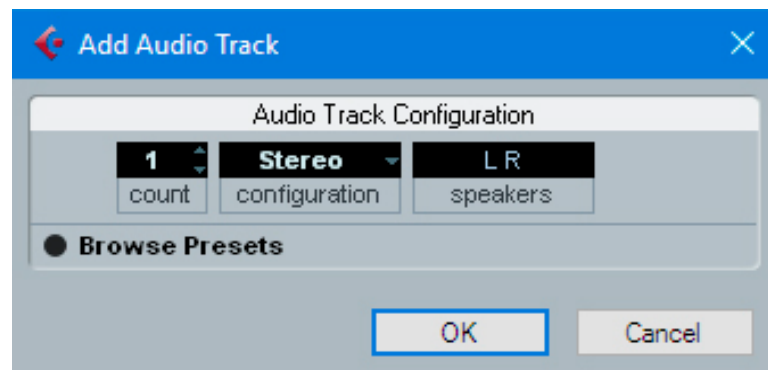 Add Audio Track
Audio Track Configuration
1 Stereo L R
count configuration speakers
Browse Presets
OK Cancel